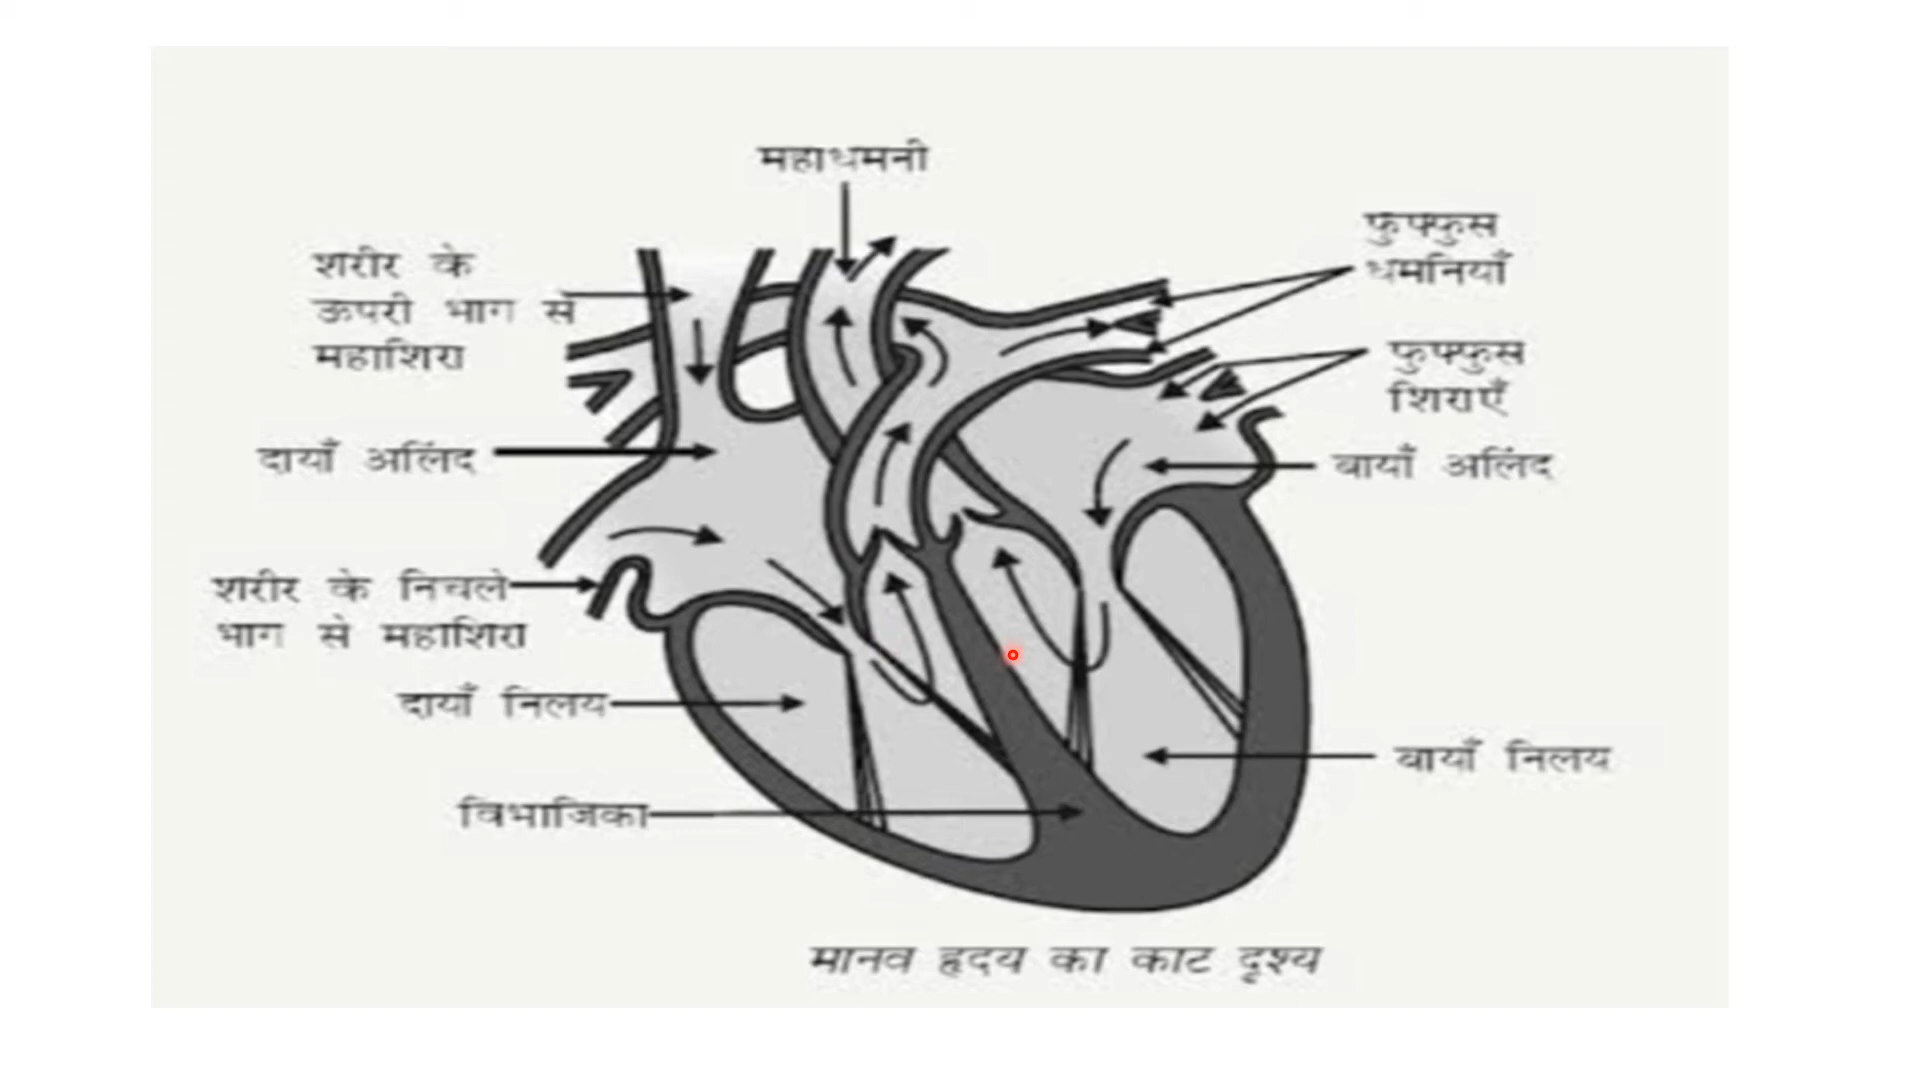 महाधमनी
फुफ्फुस
धमनियाँ
शरीर के
ऊपरी भाग से
महाशिरा
फुफ्फुस
शिराएँ
दायाँ अलिंद
बायाँ अलिंद
शरीर के निचले
भाग से महाशिरा
दायाँ निलय
बायाँ निलय
विभाजिका
मानव हृदय का काट दृश्य